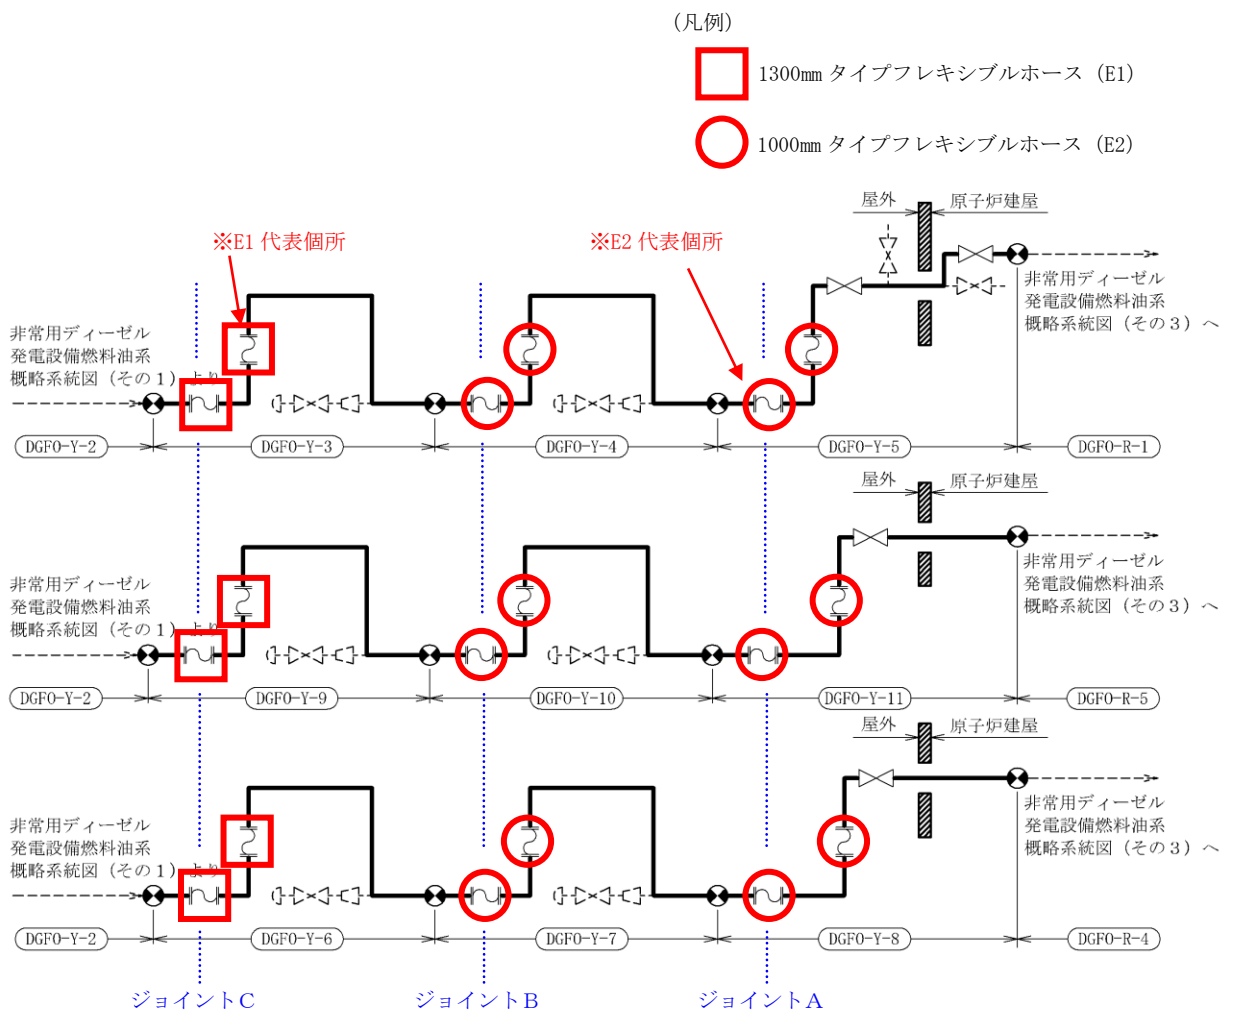 (凡例)
1300mm タイプフレキシブルホース (E1)
1000mm タイプフレキシブルホース (E2)
屋外
原子炉建屋
※E1 代表個所
※E2 代表個所
非常用ディーゼル
発電設備燃料油系
概略系統図 (その1) より
非常用ディーゼル
発電設備燃料油系
概略系統図 (その3) へ
DGFO-Y-2
DGFO-Y-3
DGFO-Y-4
DGFO-Y-5
DGFO-R-1
屋外
原子炉建屋
非常用ディーゼル
発電設備燃料油系
概略系統図 (その1) より
非常用ディーゼル
発電設備燃料油系
概略系統図 (その3) へ
DGFO-Y-2
DGFO-Y-9
DGFO-Y-10
DGFO-Y-11
DGFO-R-5
屋外
原子炉建屋
非常用ディーゼル
発電設備燃料油系
概略系統図 (その1) より
非常用ディーゼル
発電設備燃料油系
概略系統図 (その3) へ
DGFO-Y-2
DGFO-Y-6
DGFO-Y-7
DGFO-Y-8
DGFO-R-4
ジョイントC
ジョイントB
ジョイントA